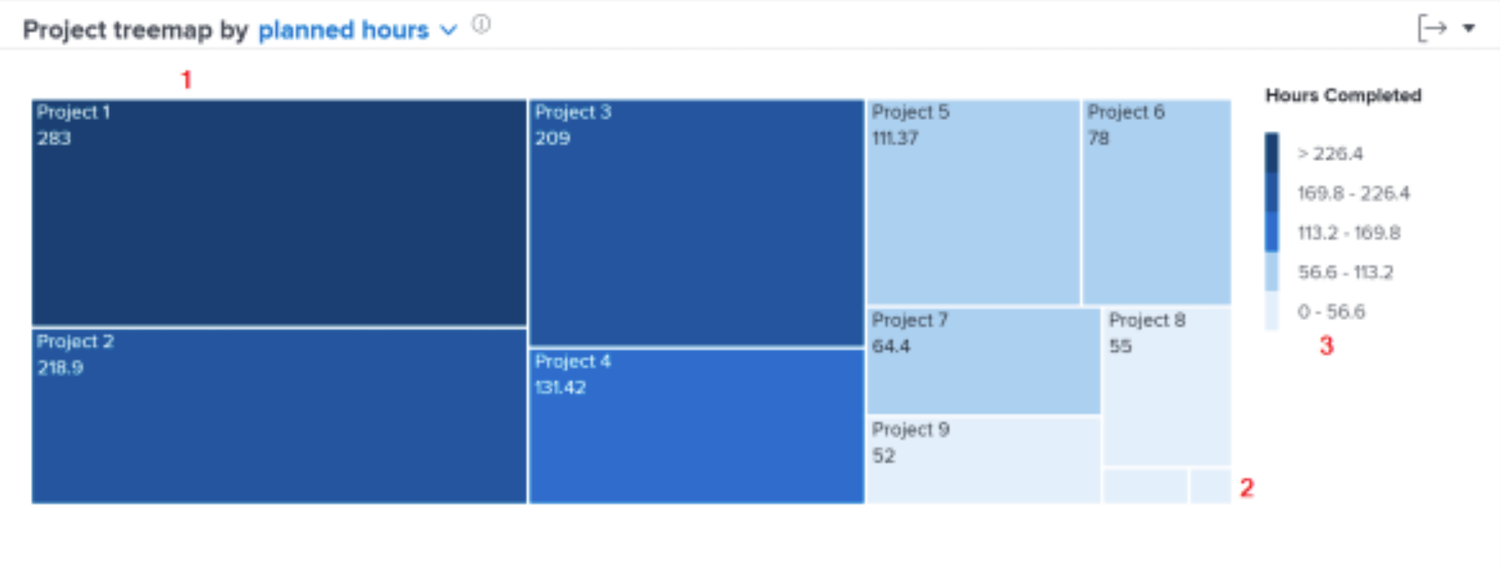 Project treemap by planned hours
1
Project 1
283
Project 2
218.9
Project 3
209
Project 4
131.42
Project 5
111.37
Project 6
78
Project 7
64.4
Project 8
55
Project 9
52
2
Hours Completed
> 226.4
169.8 - 226.4
113.2 - 169.8
56.6 - 113.2
0 - 56.6
3